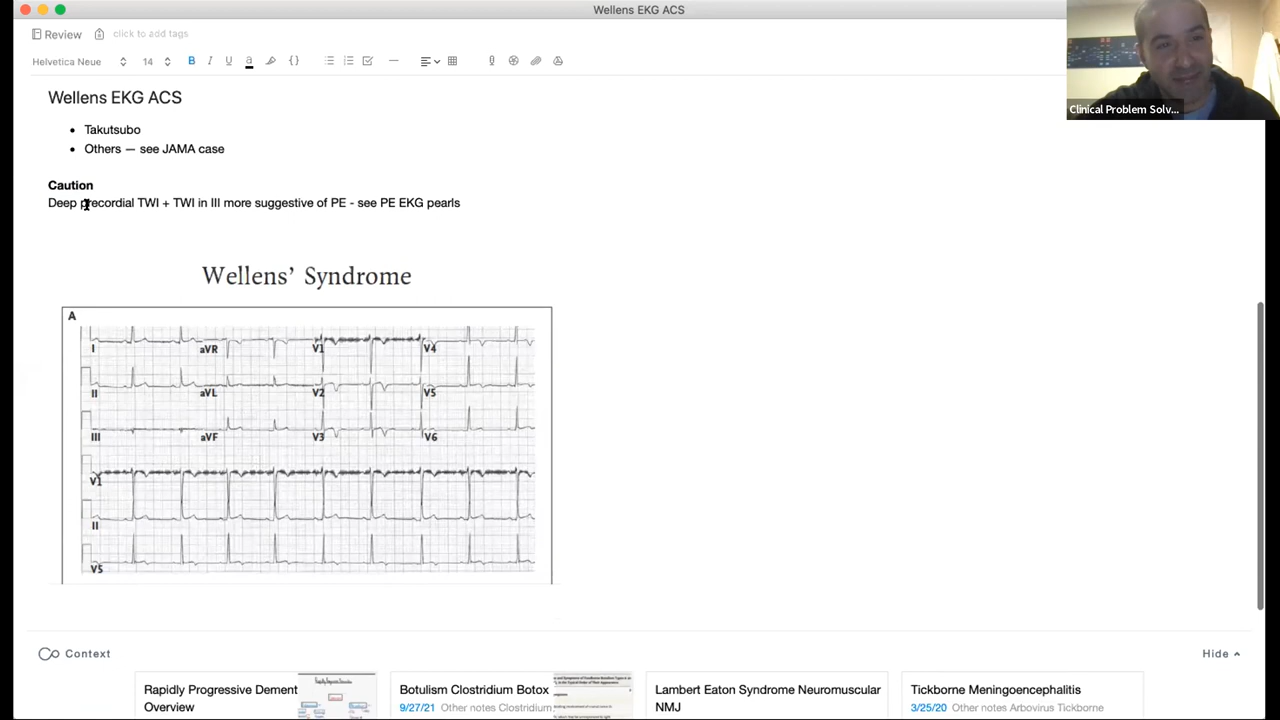 Wellens EKG ACS
Review click to add tags
Helvetica Neue 14 B I U a {}
Clinical Problem Solv...
Wellens EKG ACS
• Takutsubo
• Others — see JAMA case
Caution
Deep precordial TWI + TWI in III more suggestive of PE - see PE EKG pearls
Wellens’ Syndrome
A
I aVR V1 V4
II aVL V2 V5
III aVF V3 V6
V1
II
V5
Context Hide
Rapidly Progressive Dement
Overview
Botulism Clostridium Botox
9/27/21 Other notes Clostridium
Lambert Eaton Syndrome Neuromuscular
NMJ
Tickborne Meningoencephalitis
3/25/20 Other notes Arbovirus Tickborne